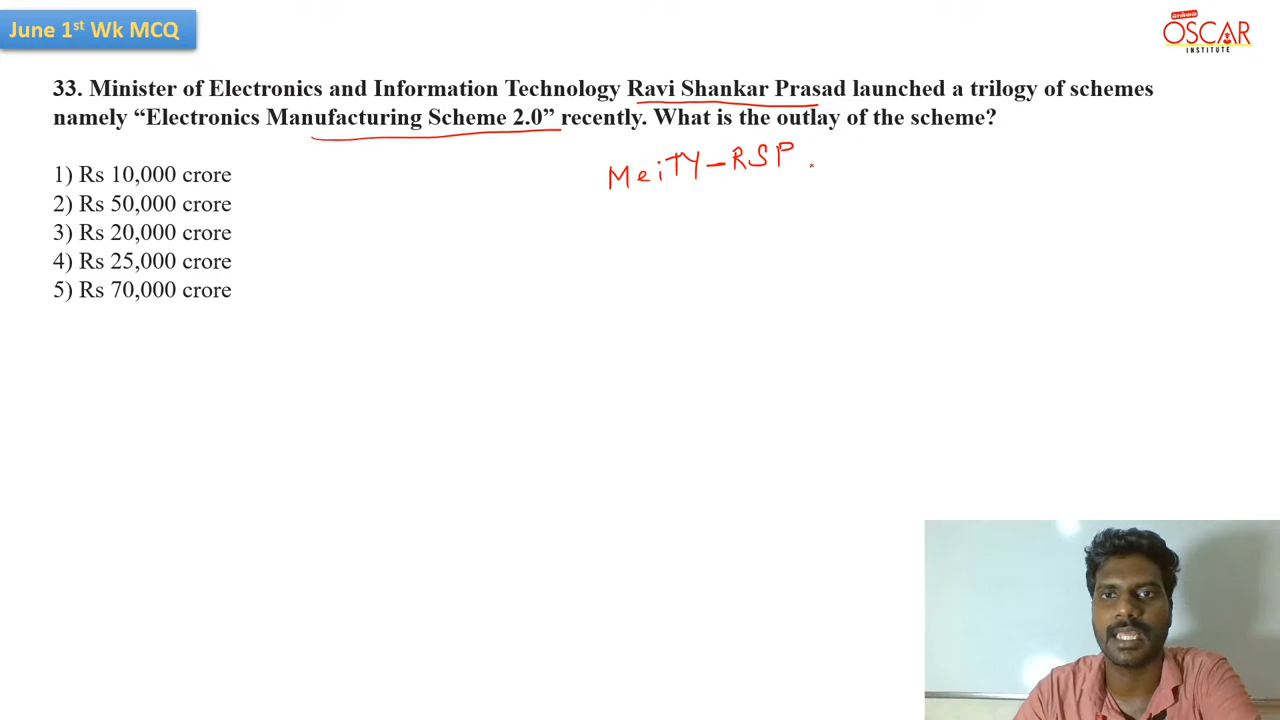 June 1st Wk MCQ
சென்னை
OSCAR
INSTITUTE
33. Minister of Electronics and Information Technology Ravi Shankar Prasad launched a trilogy of schemes
namely “Electronics Manufacturing Scheme 2.0” recently. What is the outlay of the scheme?
MeiTY-RSP
1) Rs 10,000 crore
2) Rs 50,000 crore
3) Rs 20,000 crore
4) Rs 25,000 crore
5) Rs 70,000 crore